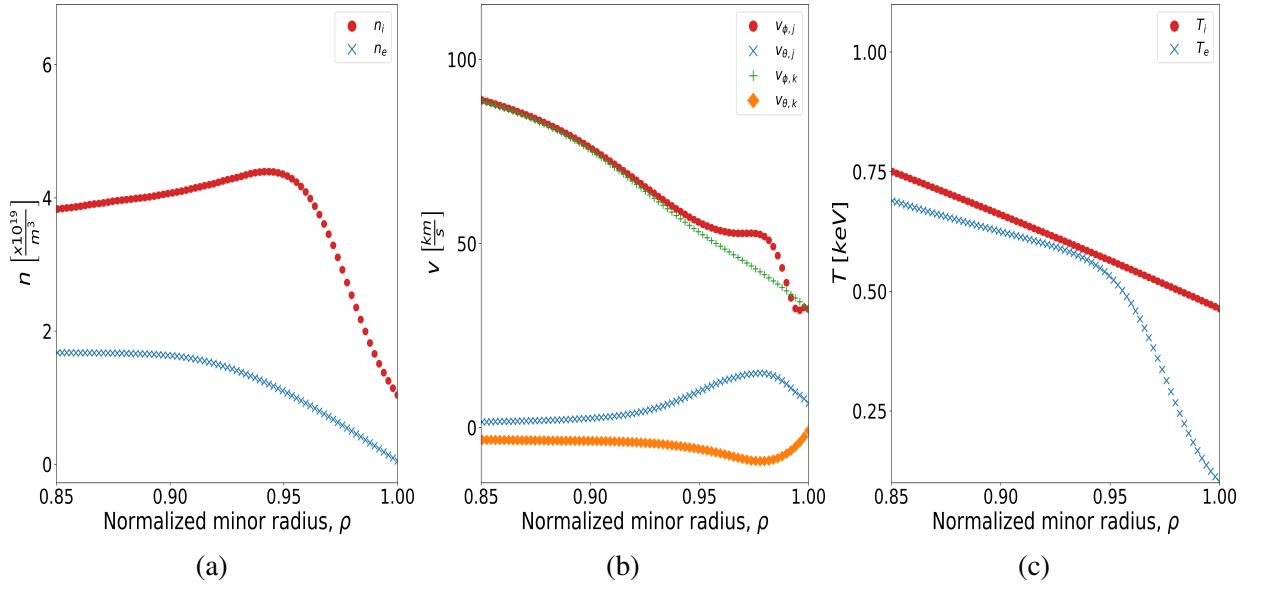 n_i
n_e
6
4
2
0
n [x10^19/m^3]
0.85 0.90 0.95 1.00
Normalized minor radius, ρ
(a)
v_ϕ,j
v_θ,j
v_ϕ,k
v_θ,k
100
50
0
v [km/s]
0.85 0.90 0.95 1.00
Normalized minor radius, ρ
(b)
T_i
T_e
1.00
0.75
0.50
0.25
T [keV]
0.85 0.90 0.95 1.00
Normalized minor radius, ρ
(c)